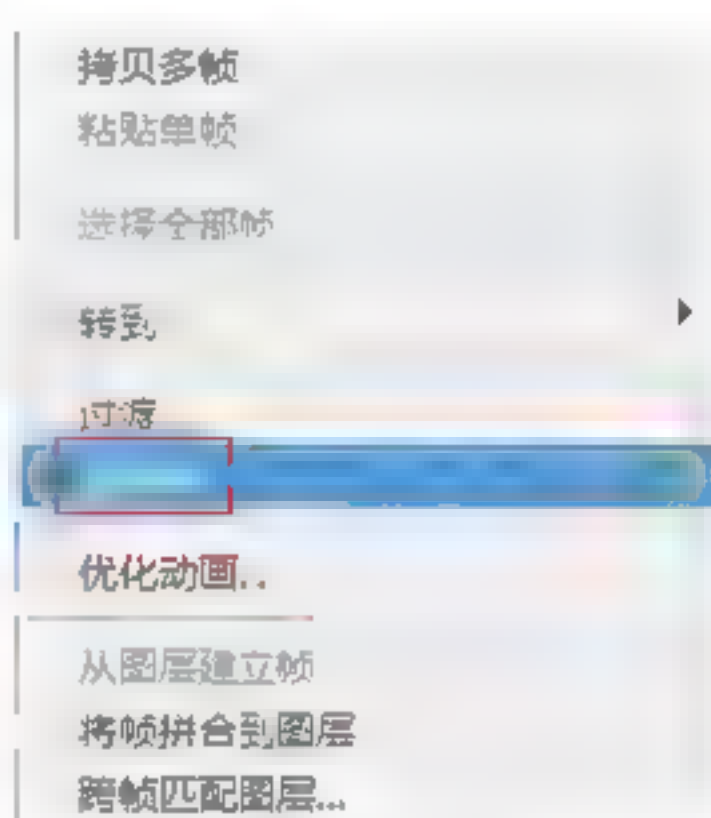 拷贝多帧
粘贴单帧
选择全部帧
转到
过渡
优化动画..
从图层建立帧
将帧拼合到图层
跨帧匹配图层...